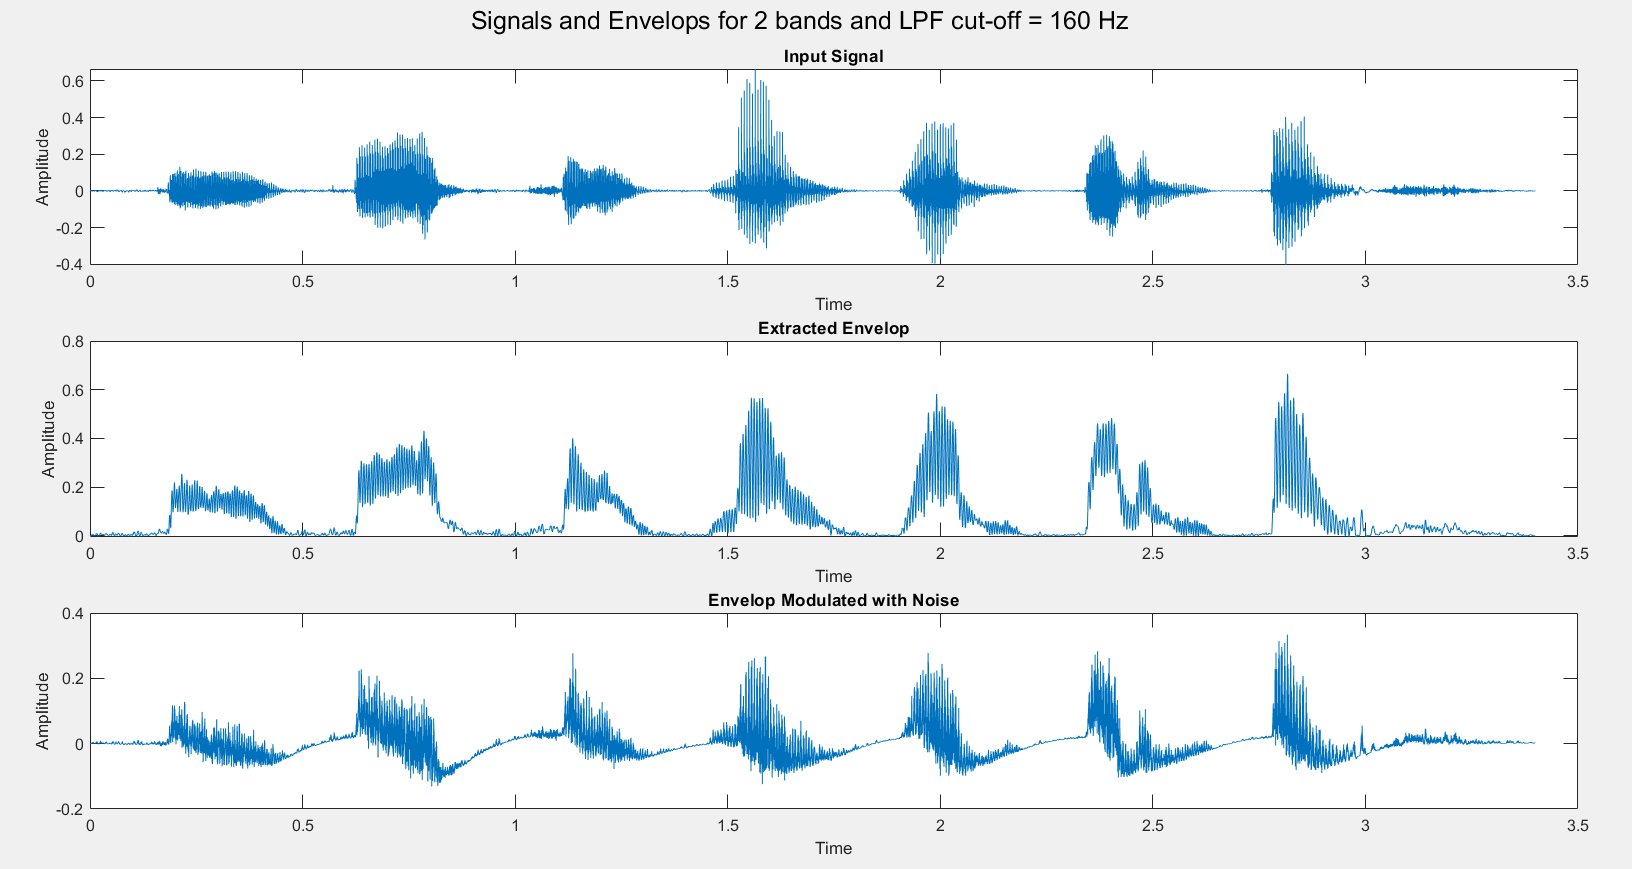 Signals and Envelops for 2 bands and LPF cut-off = 160 Hz
Input Signal
Amplitude
0.6
0.4
0.2
0
-0.2
-0.4
0 0.5 1 1.5 2 2.5 3 3.5
Time
Extracted Envelop
Amplitude
0.8
0.6
0.4
0.2
0
0 0.5 1 1.5 2 2.5 3 3.5
Time
Envelop Modulated with Noise
Amplitude
0.4
0.2
0
-0.2
0 0.5 1 1.5 2 2.5 3 3.5
Time